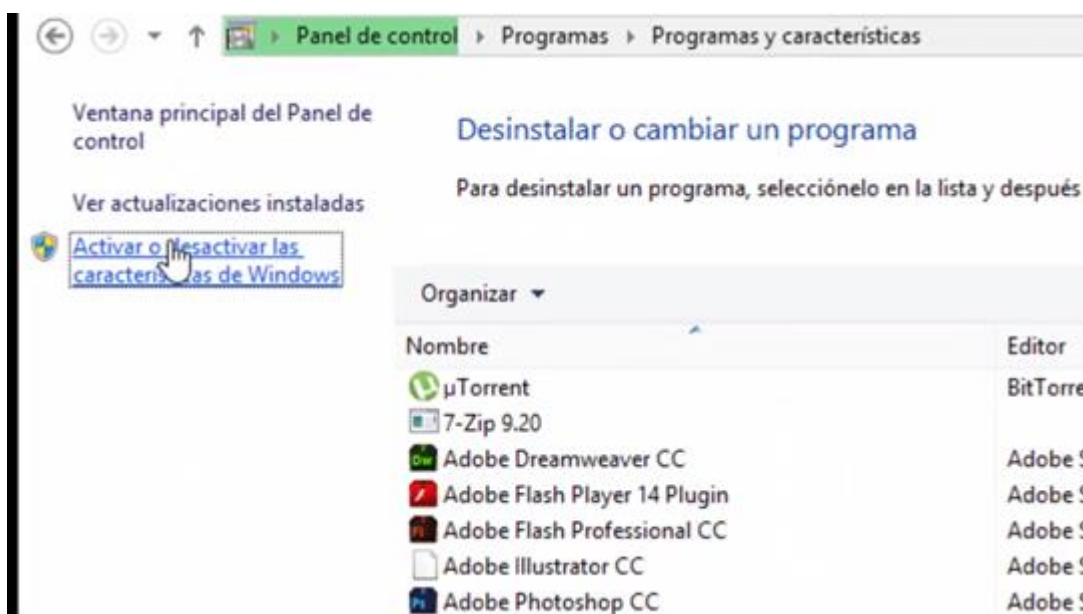 Panel de control Programas Programas y características
Ventana principal del Panel de
control
Ver actualizaciones instaladas
Activar o desactivar las
características de Windows
Desinstalar o cambiar un programa
Para desinstalar un programa, selecciónelo en la lista y después
Organizar
Nombre Editor
µTorrent BitTorre
7-Zip 9.20
Adobe Dreamweaver CC Adobe S
Adobe Flash Player 14 Plugin Adobe S
Adobe Flash Professional CC Adobe S
Adobe Illustrator CC Adobe S
Adobe Photoshop CC Adobe S